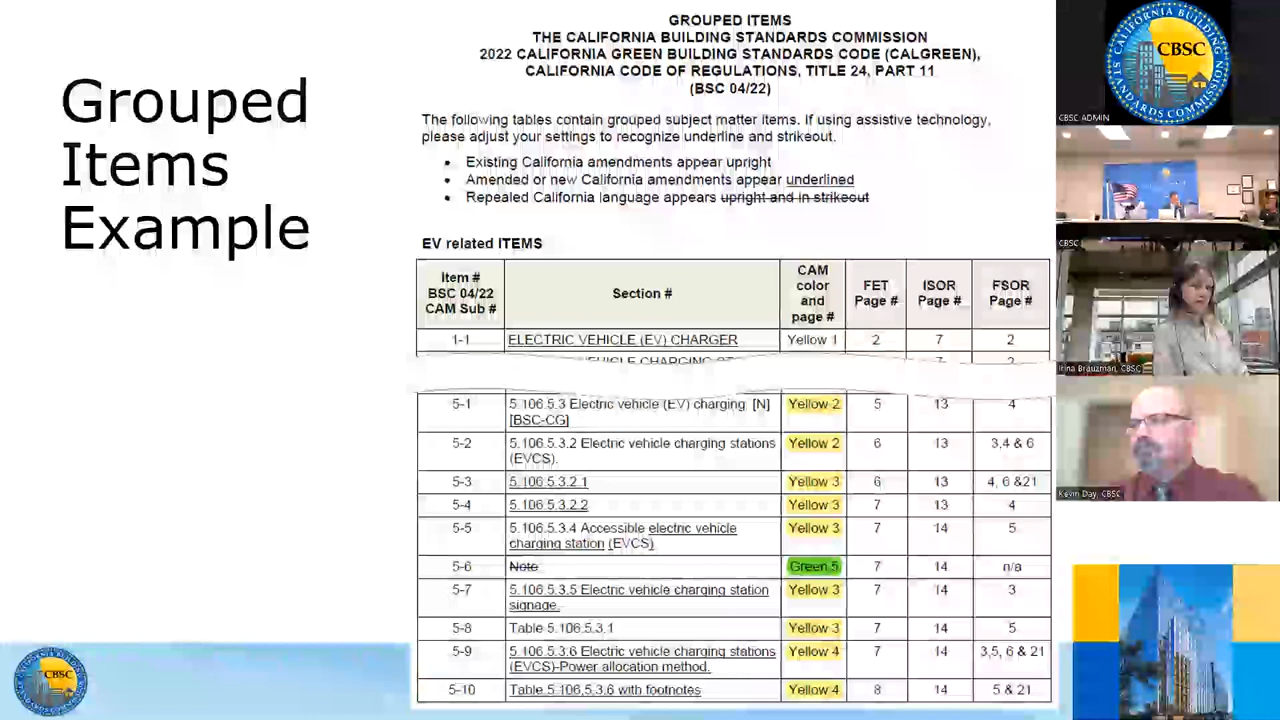 Grouped
Items
Example
GROUPED ITEMS
THE CALIFORNIA BUILDING STANDARDS COMMISSION
2022 CALIFORNIA GREEN BUILDING STANDARDS CODE (CALGREEN),
CALIFORNIA CODE OF REGULATIONS, TITLE 24, PART 11
(BSC 04/22)
The following tables contain grouped subject matter items. If using assistive technology,
please adjust your settings to recognize underline and strikeout.
• Existing California amendments appear upright
• Amended or new California amendments appear underlined
• Repealed California language appears upright and in strikeout
EV related ITEMS
Item # BSC 04/22 CAM Sub # Section # CAM color and page # FET Page # ISOR Page # FSOR Page #
1-1 ELECTRIC VEHICLE (EV) CHARGER Yellow 1 2 7 2
5-1 5.106.5.3 Electric vehicle (EV) charging. [N] Yellow 2 5 13 4
[BSC-CG]
5-2 5.106.5.3.2 Electric vehicle charging stations Yellow 2 6 13 3,4 & 6
(EVCS).
5-3 5.106.5.3.2.1 Yellow 3 6 13 4, 6 &21
5-4 5.106.5.3.2.2 Yellow 3 7 13 4
5-5 5.106.5.3.4 Accessible electric vehicle Yellow 3 7 14 5
charging station (EVCS)
5-6 Note Green 5 7 14 n/a
5-7 5.106.5.3.5 Electric vehicle charging station Yellow 3 7 14 3
signage.
5-8 Table 5.106.5.3.1 Yellow 3 7 14 5
5-9 5.106.5.3.6 Electric vehicle charging stations Yellow 4 7 14 3,5, 6 & 21
(EVCS)-Power allocation method.
5-10 Table 5.106.5.3.6 with footnotes Yellow 4 8 14 5 & 21
CALIFORNIA BUILDING STANDARDS COMMISSION
CBSC
CBSC ADMIN
CBSC
Irina Brauzman, CBSC
Kevin Day, CBSC
CBSC